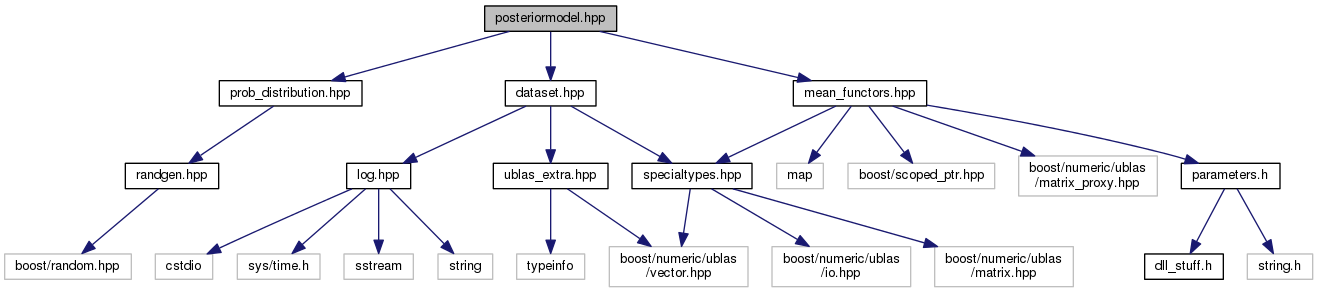 posteriormodel.hpp
prob_distribution.hpp
dataset.hpp
mean_functors.hpp
randgen.hpp
log.hpp
ublas_extra.hpp
specialtypes.hpp
map
boost/scoped_ptr.hpp
boost/numeric/ublas
/matrix_proxy.hpp
parameters.h
boost/random.hpp
cstdio
sys/time.h
sstream
string
typeinfo
boost/numeric/ublas
/vector.hpp
boost/numeric/ublas
/io.hpp
boost/numeric/ublas
/matrix.hpp
dll_stuff.h
string.h